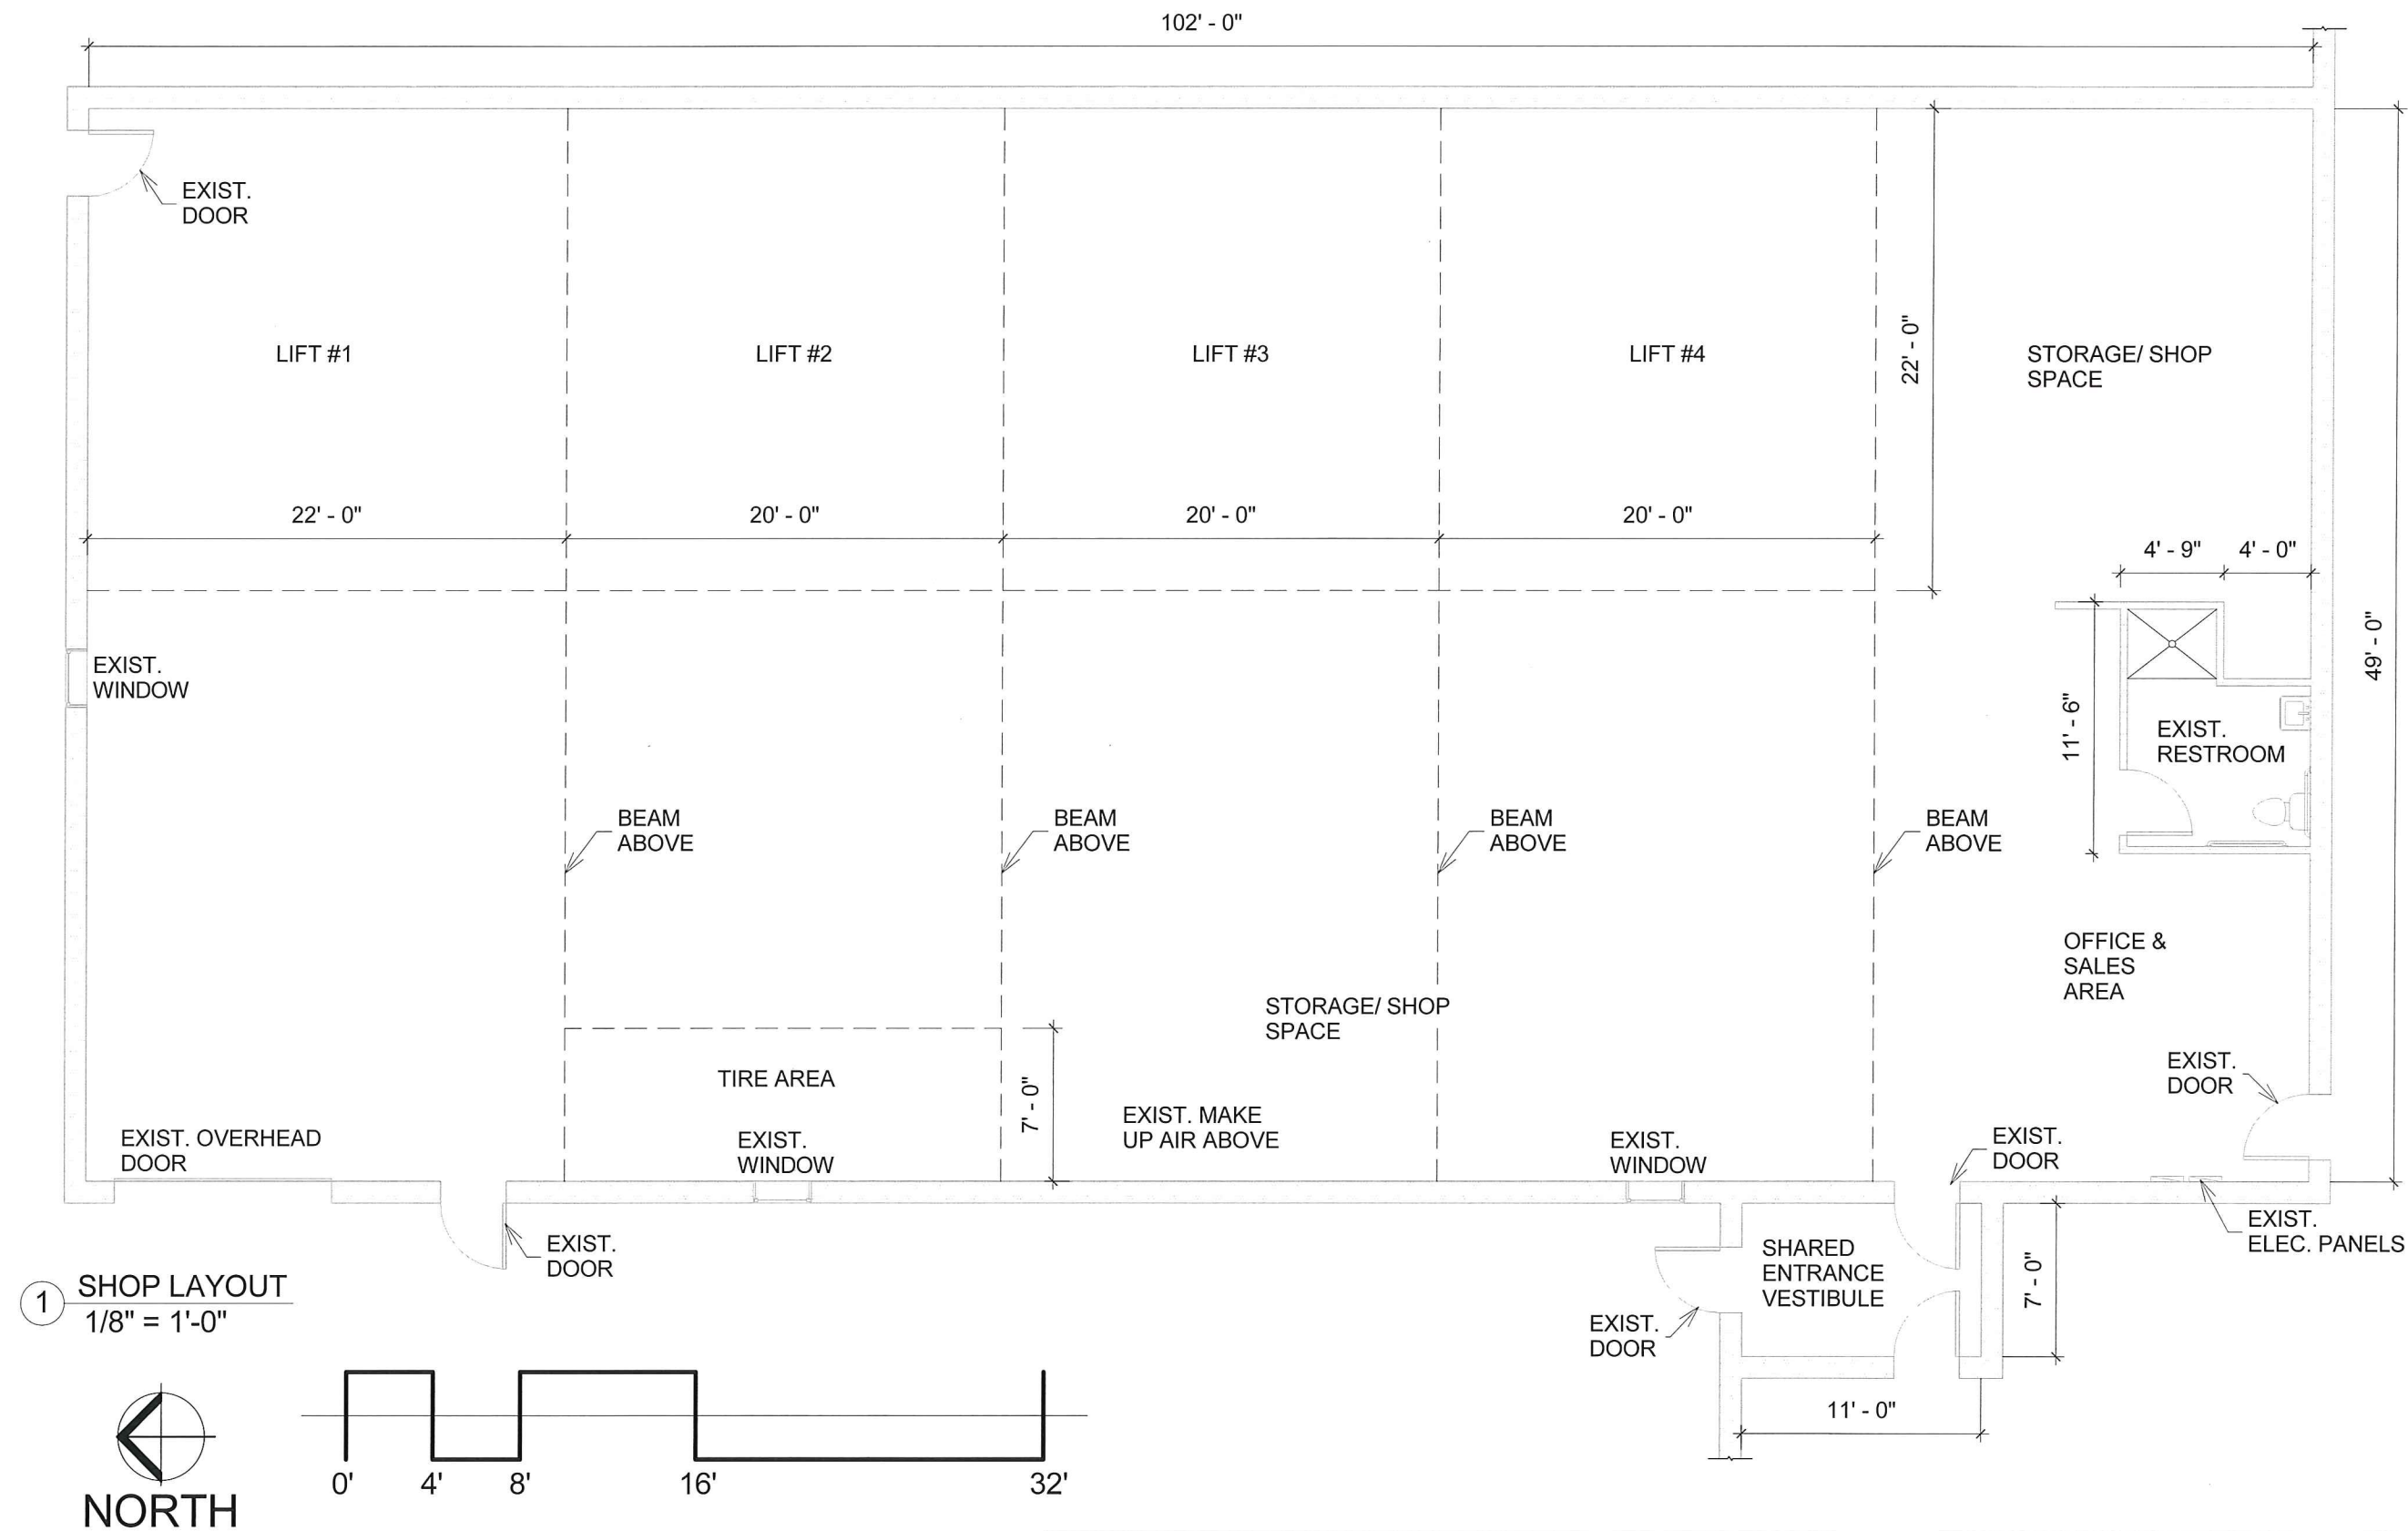 102' - 0"
EXIST.
DOOR
LIFT #1
LIFT #2
LIFT #3
LIFT #4
22' - 0"
STORAGE/ SHOP
SPACE
22' - 0"
20' - 0"
20' - 0"
20' - 0"
4' - 9"
4' - 0"
49' - 0"
EXIST.
WINDOW
11' - 6"
EXIST.
RESTROOM
BEAM
ABOVE
BEAM
ABOVE
BEAM
ABOVE
BEAM
ABOVE
OFFICE &
SALES
AREA
STORAGE/ SHOP
SPACE
TIRE AREA
7' - 0"
EXIST. MAKE
UP AIR ABOVE
EXIST.
DOOR
EXIST. OVERHEAD
DOOR
EXIST.
WINDOW
EXIST.
WINDOW
EXIST.
DOOR
EXIST.
DOOR
SHARED
ENTRANCE
VESTIBULE
7' - 0"
EXIST.
ELEC. PANELS
EXIST.
DOOR
1
SHOP LAYOUT
1/8" = 1'-0"
11' - 0"
0'
4'
8'
16'
32'
NORTH